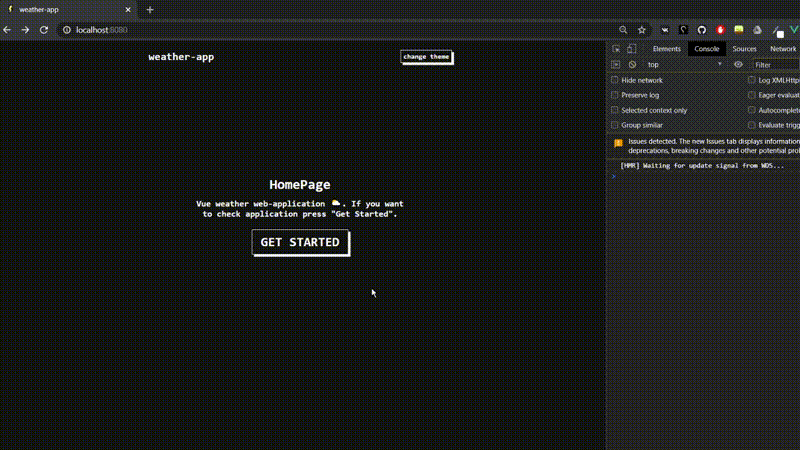 weather-app
localhost:8080
weather-app
change theme
HomePage
Vue weather web-application ⛅. If you want
to check application press "Get Started".
GET STARTED
Elements Console Sources Network
top
Filter
Hide network
Log XMLHttp
Preserve log
Eager evaluat
Selected context only
Autocomplete
Group similar
Evaluate trigg
Issues detected. The new Issues tab displays information
deprecations, breaking changes and other potential prob
[HMR] Waiting for update signal from WDS...